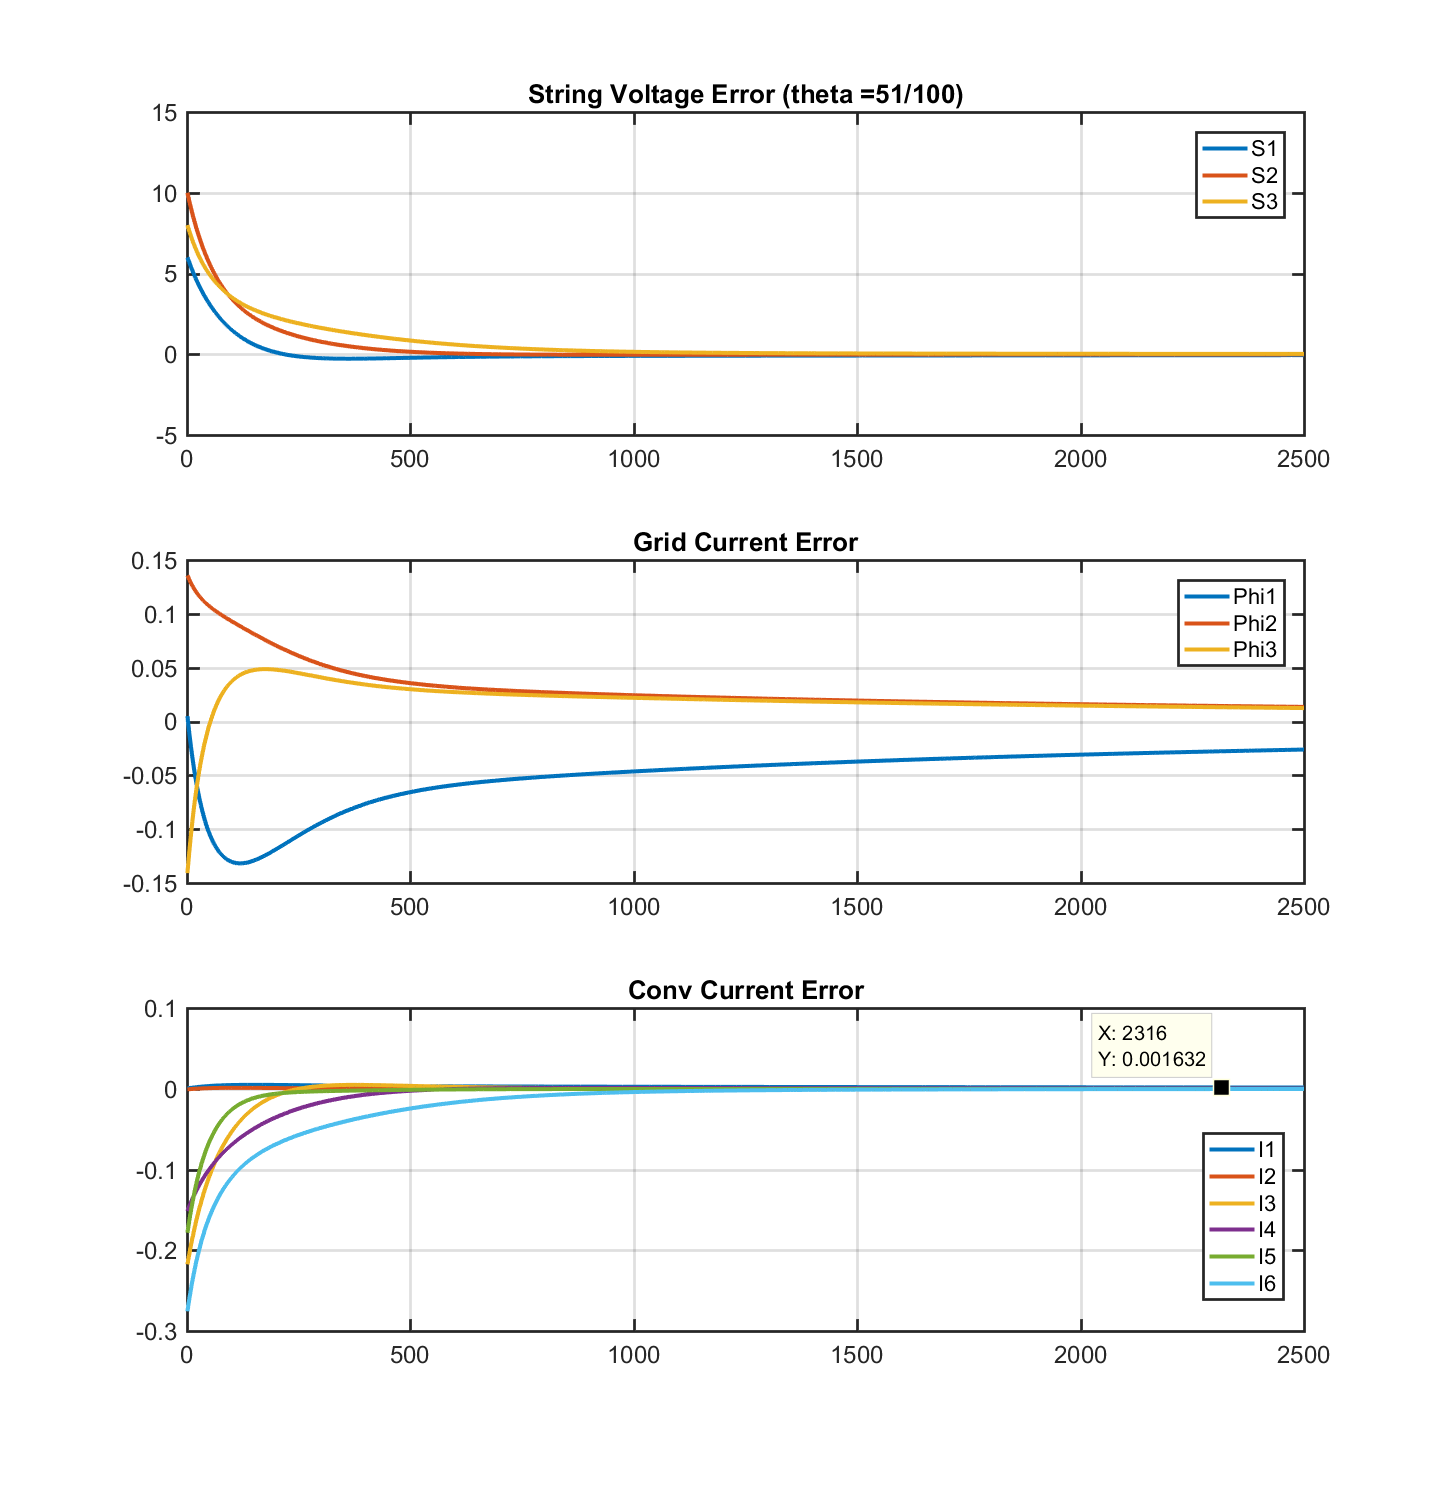 String Voltage Error (theta =51/100)
15
10
5
0
-5
0 500 1000 1500 2000 2500
S1
S2
S3
Grid Current Error
0.15
0.1
0.05
0
-0.05
-0.1
-0.15
0 500 1000 1500 2000 2500
Phi1
Phi2
Phi3
Conv Current Error
0.1
0
-0.1
-0.2
-0.3
0 500 1000 1500 2000 2500
X: 2316
Y: 0.001632
I1
I2
I3
I4
I5
I6